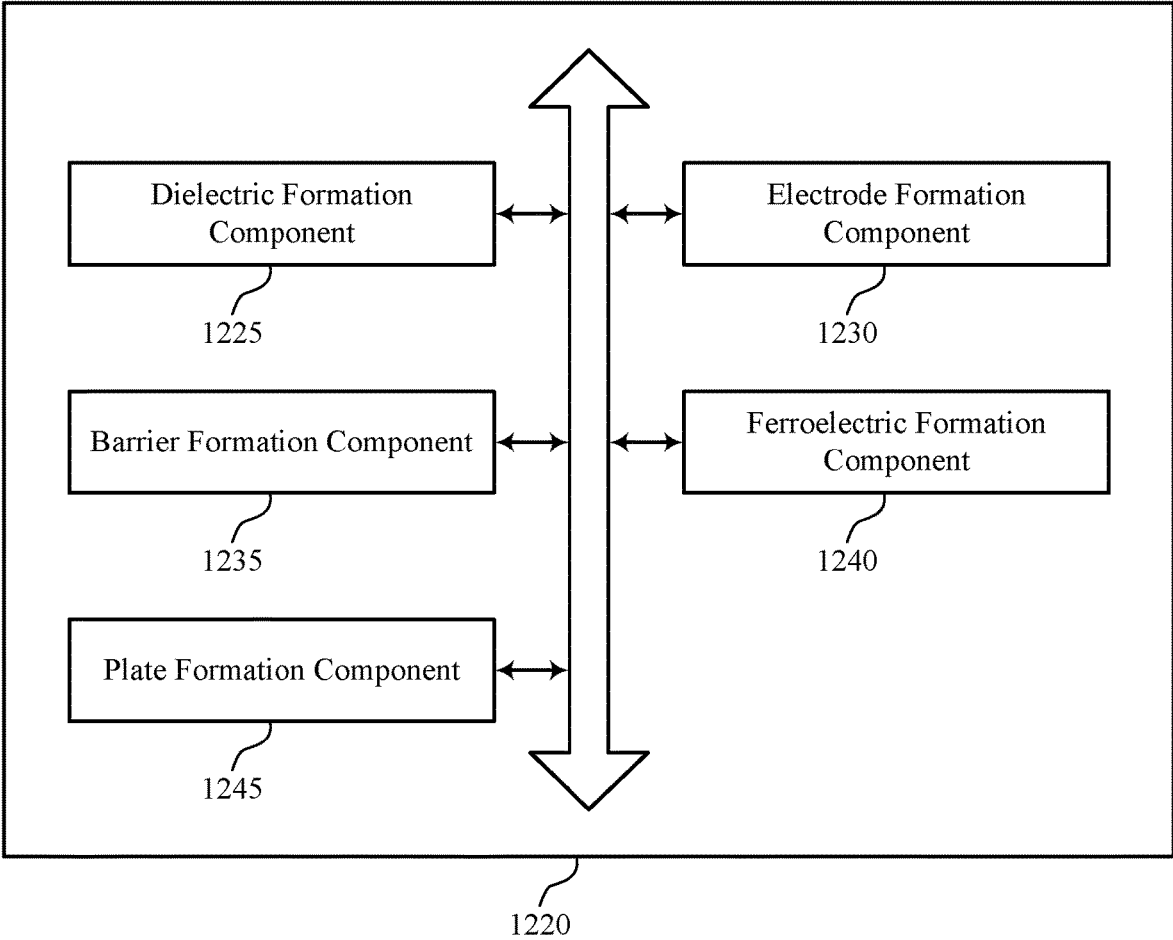 Dielectric Formation
Component
1225
Electrode Formation
Component
1230
Barrier Formation Component
1235
Ferroelectric Formation
Component
1240
Plate Formation Component
1245
1220